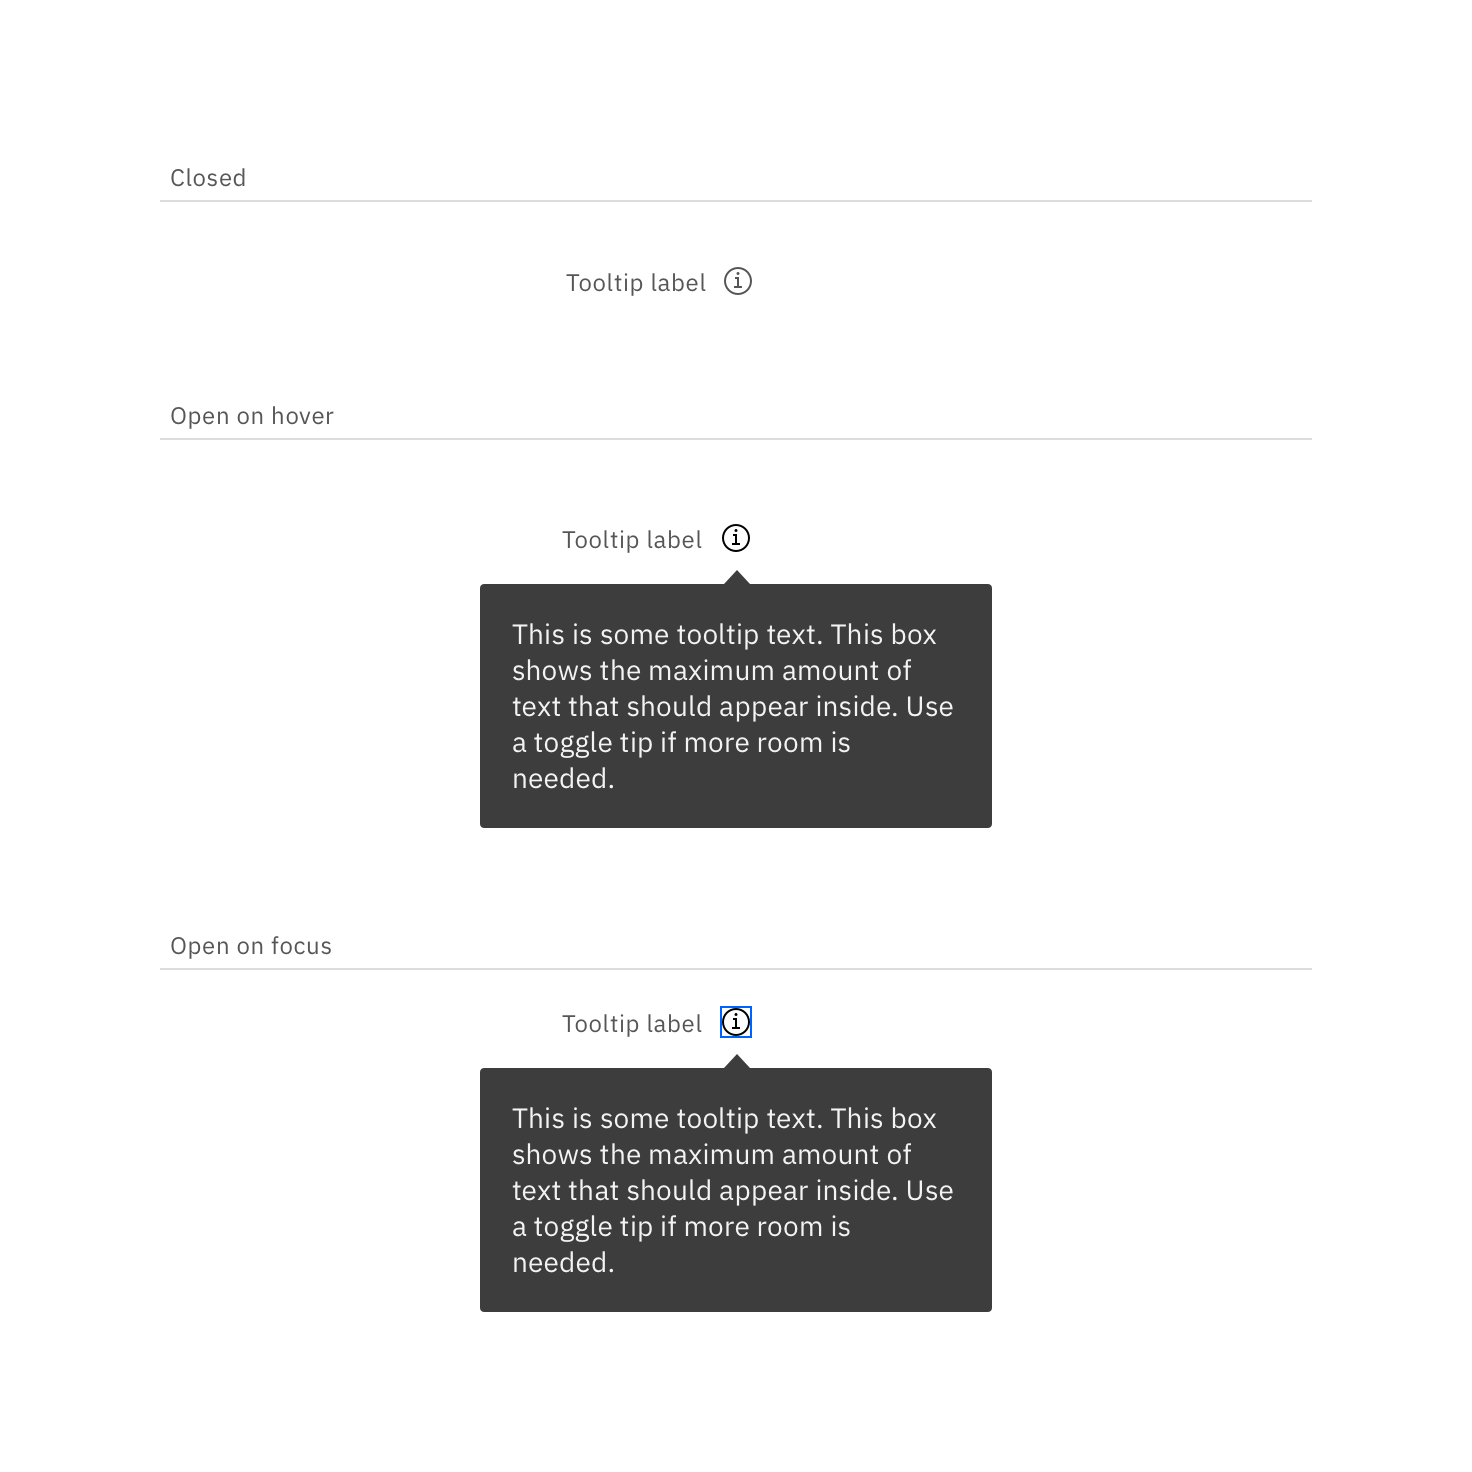 Closed
Tooltip label
Open on hover
Tooltip label
This is some tooltip text. This box
shows the maximum amount of
text that should appear inside. Use
a toggle tip if more room is
needed.
Open on focus
Tooltip label
This is some tooltip text. This box
shows the maximum amount of
text that should appear inside. Use
a toggle tip if more room is
needed.